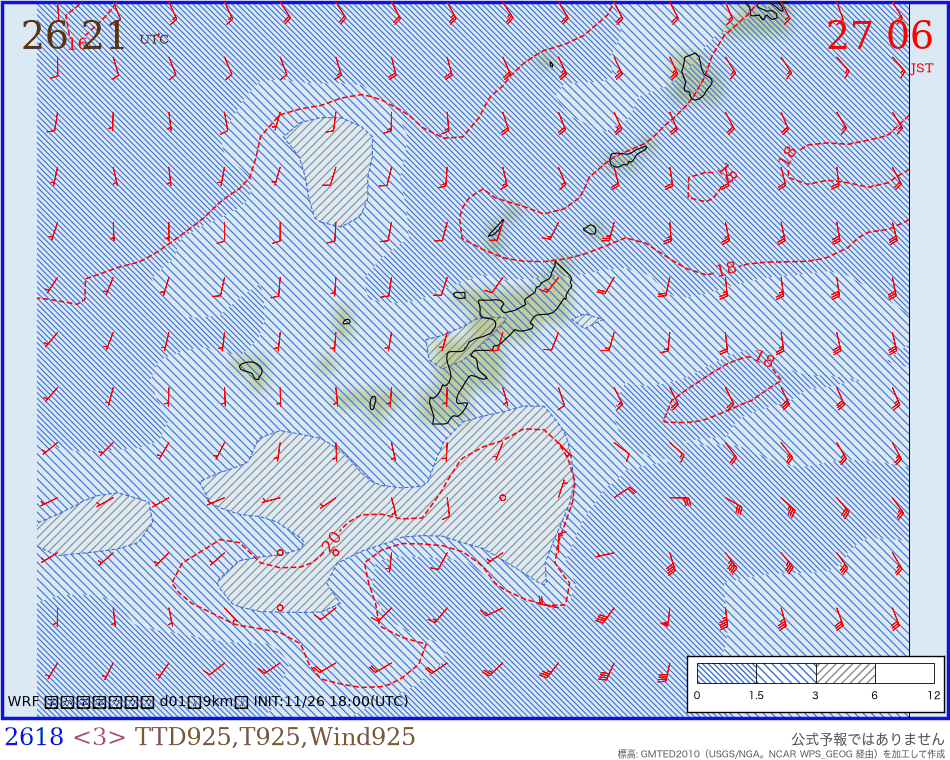 26 21 UTC
27 06
JST
16
18
18
18
18
20
WRF d01 9km INIT:11/26 18:00(UTC)
0 1.5 3 6 12
2618 <3> TTD925,T925,Wind925
公式予報ではありません
標高: GMTED2010（USGS/NGA。NCAR WPS_GEOG 経由）を加工して作成